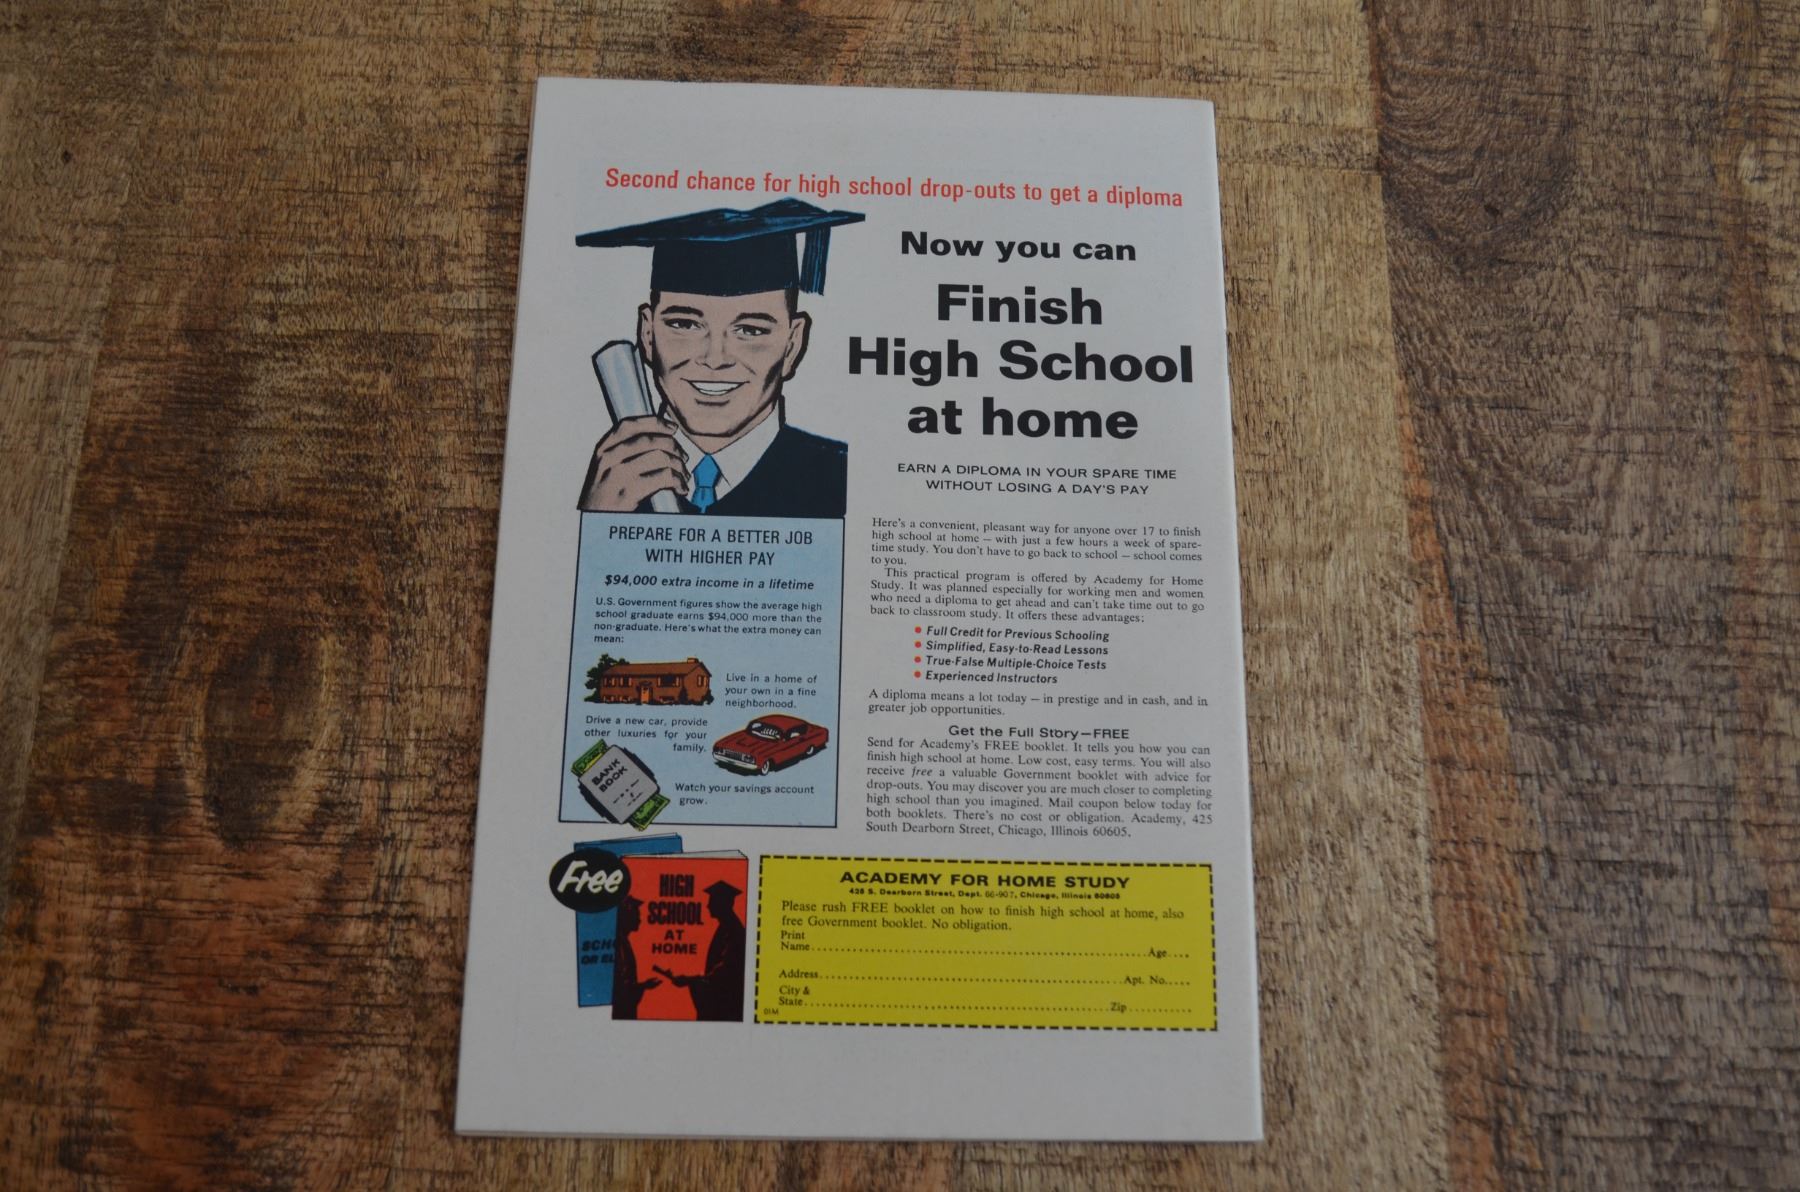 Second chance for high school drop-outs to get a diploma
Now you can
Finish
High School
at home
EARN A DIPLOMA IN YOUR SPARE TIME
WITHOUT LOSING A DAY'S PAY
PREPARE FOR A BETTER JOB
WITH HIGHER PAY
$94,000 extra income in a lifetime
U.S. Government figures show the average high
school graduate earns $94,000 more than the
non-graduate. Here's what the extra money can
mean:
Live in a home of
your own in a fine
neighborhood.
Drive a new car, provide
other luxuries for your
family.
BANK
BOOK
Watch your savings account
grow.
Here's a convenient, pleasant way for anyone over 17 to finish
high school at home — with just a few hours a week of spare-
time study. You don't have to go back to school — school comes
to you.
This practical program is offered by Academy for Home
Study. It was planned especially for working men and women
who need a diploma to get ahead and can't take time out to go
back to classroom study. It offers these advantages:
• Full Credit for Previous Schooling
• Simplified, Easy-to-Read Lessons
• True-False Multiple-Choice Tests
• Experienced Instructors
A diploma means a lot today — in prestige and in cash, and in
greater job opportunities.
Get the Full Story—FREE
Send for Academy's FREE booklet. It tells you how you can
finish high school at home. Low cost, easy terms. You will also
receive free a valuable Government booklet with advice for
drop-outs. You may discover you are much closer to completing
high school than you imagined. Mail coupon below today for
both booklets. There's no cost or obligation. Academy, 425
South Dearborn Street, Chicago, Illinois 60605.
Free
SCHO
OR EL
HIGH
SCHOOL
AT
HOME
ACADEMY FOR HOME STUDY
425 S. Dearborn Street, Dept. 66-907, Chicago, Illinois 60605
Please rush FREE booklet on how to finish high school at home, also
free Government booklet. No obligation.
Print
Name Age
Address Apt. No.
City &
State Zip
01M